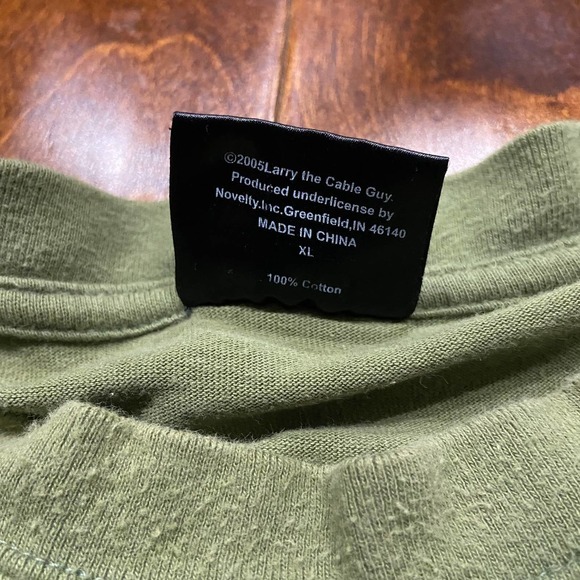 ©2005Larry the Cable Guy.
Produced underlicense by
Novelty.Inc.Greenfield,IN 46140
MADE IN CHINA
XL
100% Cotton